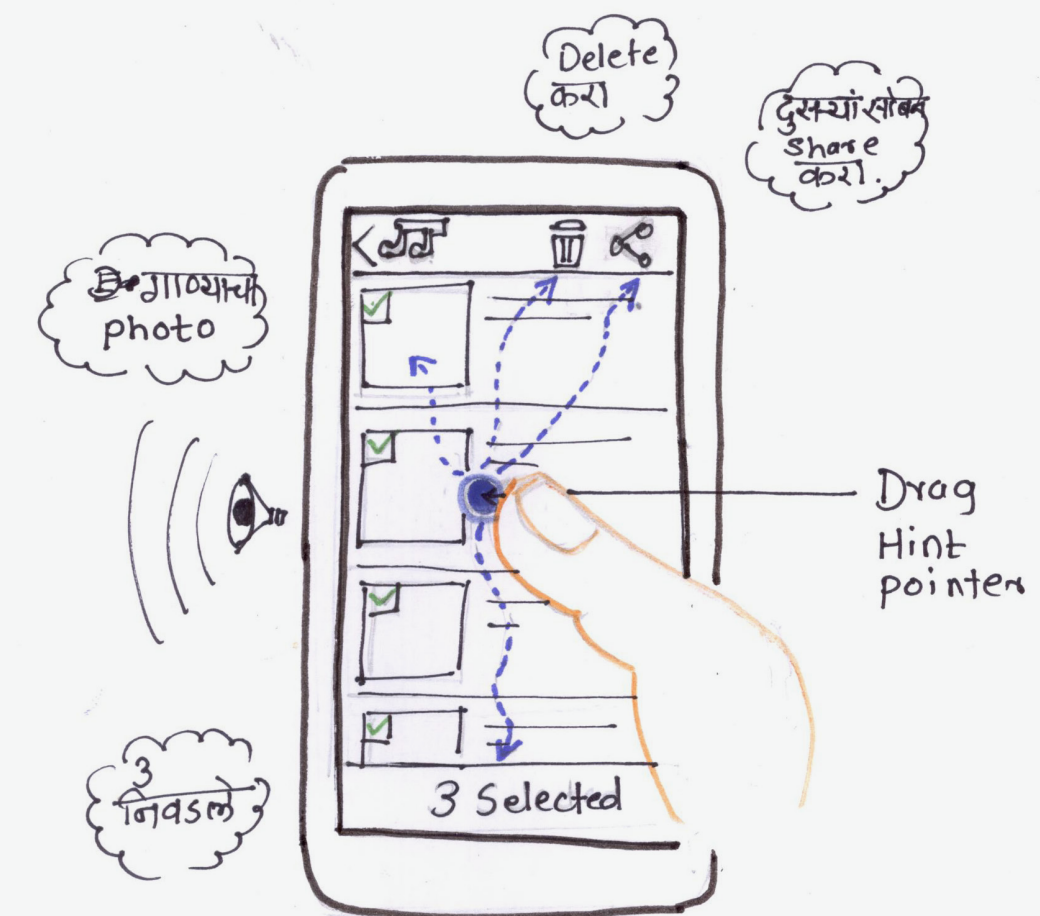 Delete
करा
दुसऱ्यां सोबत
share
करा.
गाण्याचा
photo
Drag
Hint
pointer
3
निवडले
3 Selected